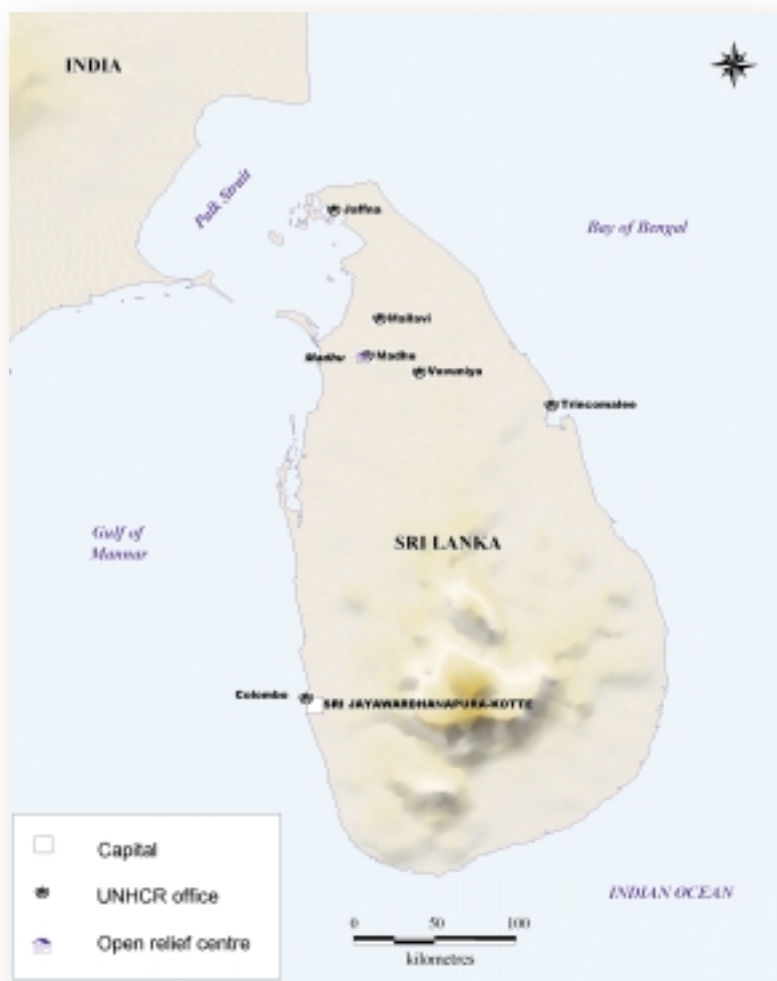 INDIA
Palk Strait
Jaffna
Bay of Bengal
Mallavi
Madhu
Madhu
Vavuniya
Trincomalee
Gulf of
Mannar
SRI LANKA
Colombo
SRI JAYAWARDHANAPURA-KOTTE
Capital
UNHCR office
Open relief centre
INDIAN OCEAN
0 50 100
kilometres